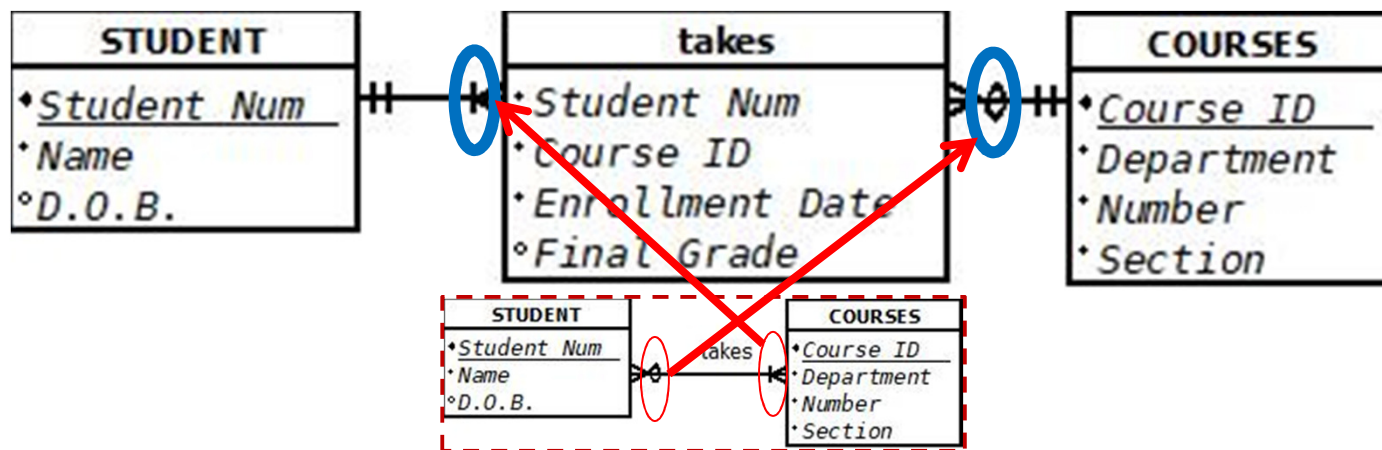 STUDENT
Student Num
Name
D.O.B.
takes
Student Num
Course ID
Enrollment Date
Final Grade
COURSES
Course ID
Department
Number
Section
STUDENT
Student Num
Name
D.O.B.
takes
COURSES
Course ID
Department
Number
Section